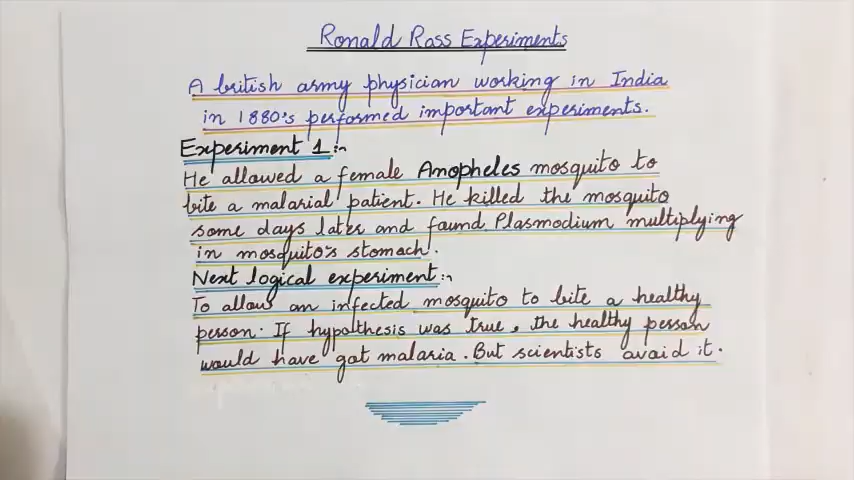 Ronald Ross Experiments
A british army physician working in India
in 1880's performed important experiments.
Experiment 1:-
He allowed a female Anopheles mosquito to
bite a malarial patient. He killed the mosquito
some days later and found Plasmodium multiplying
in mosquito's stomach.
Next logical experiment:-
To allow an infected mosquito to bite a healthy
person. If hypothesis was true, the healthy person
would have got malaria. But scientists avoid it.